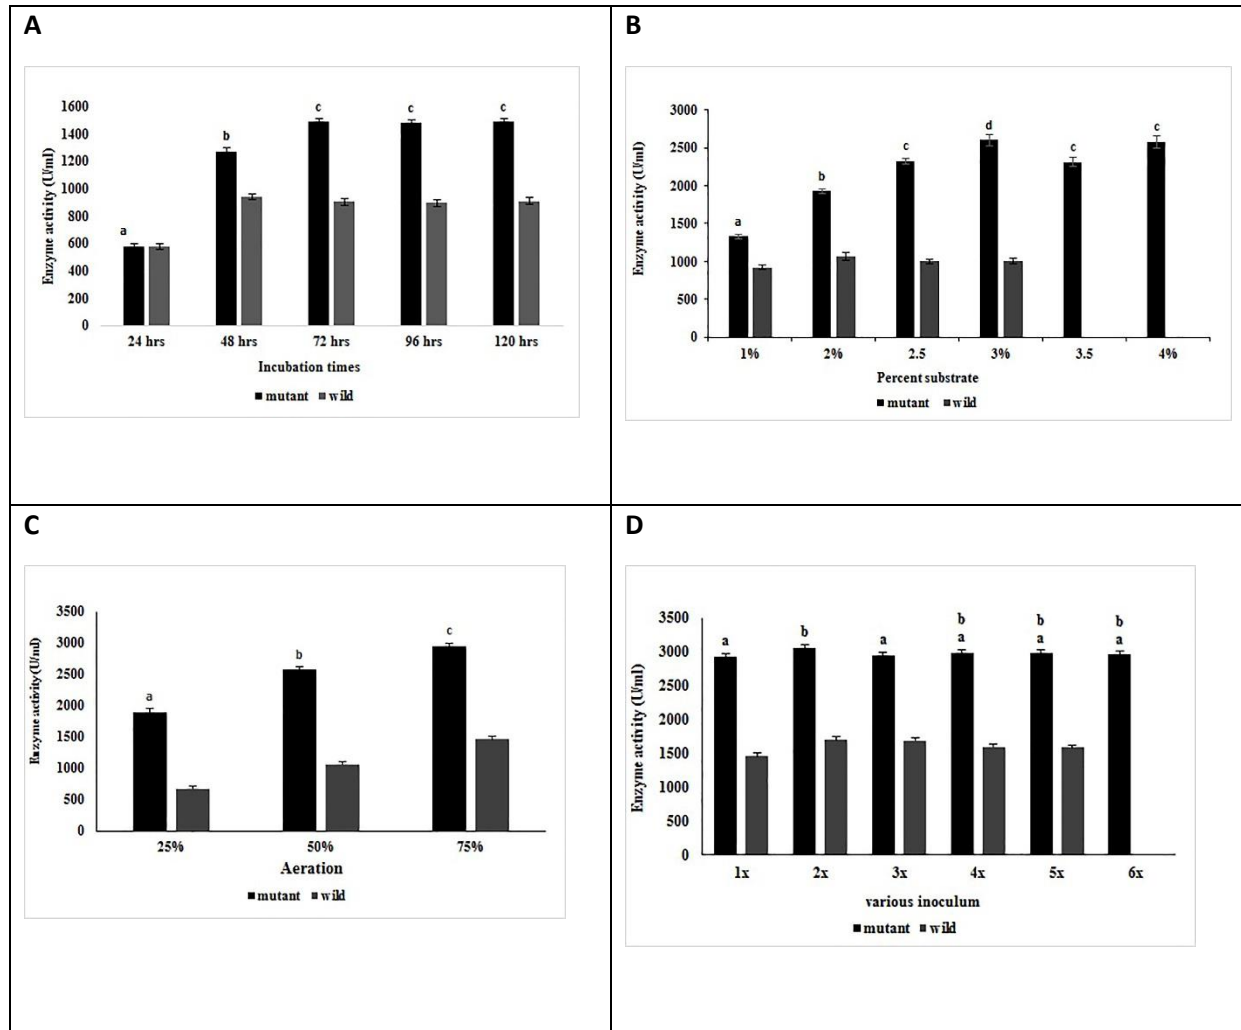 A
1600
1400
1200
1000
800
600
400
200
0
Enzyme activity (U/ml)
a
b
c
c
c
24 hrs 48 hrs 72 hrs 96 hrs 120 hrs
Incubation times
mutant wild
B
3000
2500
2000
1500
1000
500
0
Enzyme activity (U/ml)
a
b
c
d
c
c
1% 2% 2.5 3% 3.5 4%
Percent substrate
mutant wild
C
3500
3000
2500
2000
1500
1000
500
0
Enzyme activity (U/ml)
a
b
c
25% 50% 75%
Aeration
mutant wild
D
3500
3000
2500
2000
1500
1000
500
0
Enzyme activity (U/ml)
a
b
a
b
a
b
a
b
a
1x 2x 3x 4x 5x 6x
various inoculum
mutant wild